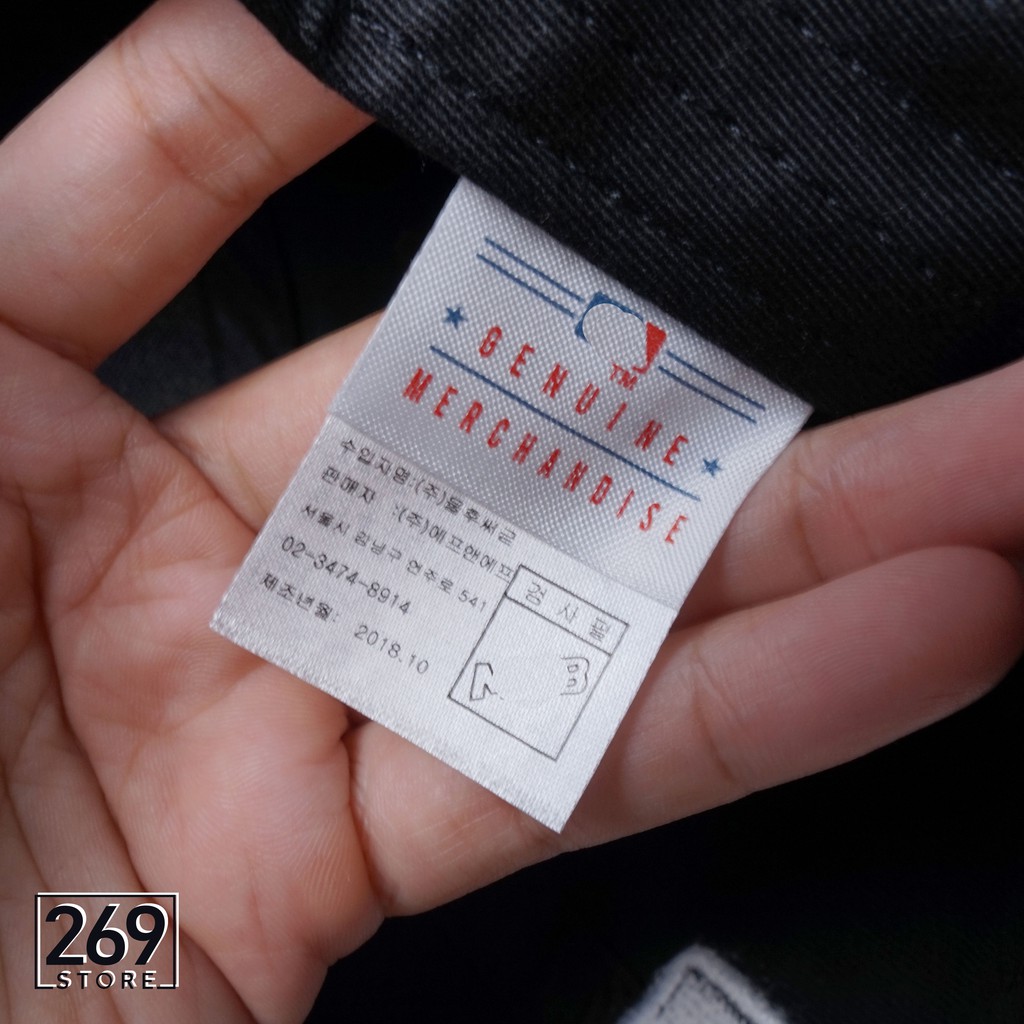 GENUINE
TM
MERCHANDISE
수입자명:(주)물후써곧
판매자 :(주)에프앤에프
서울시 강남구 언주로 541
02-3474-8914
제조년월: 2018.10
검사필
269
STORE